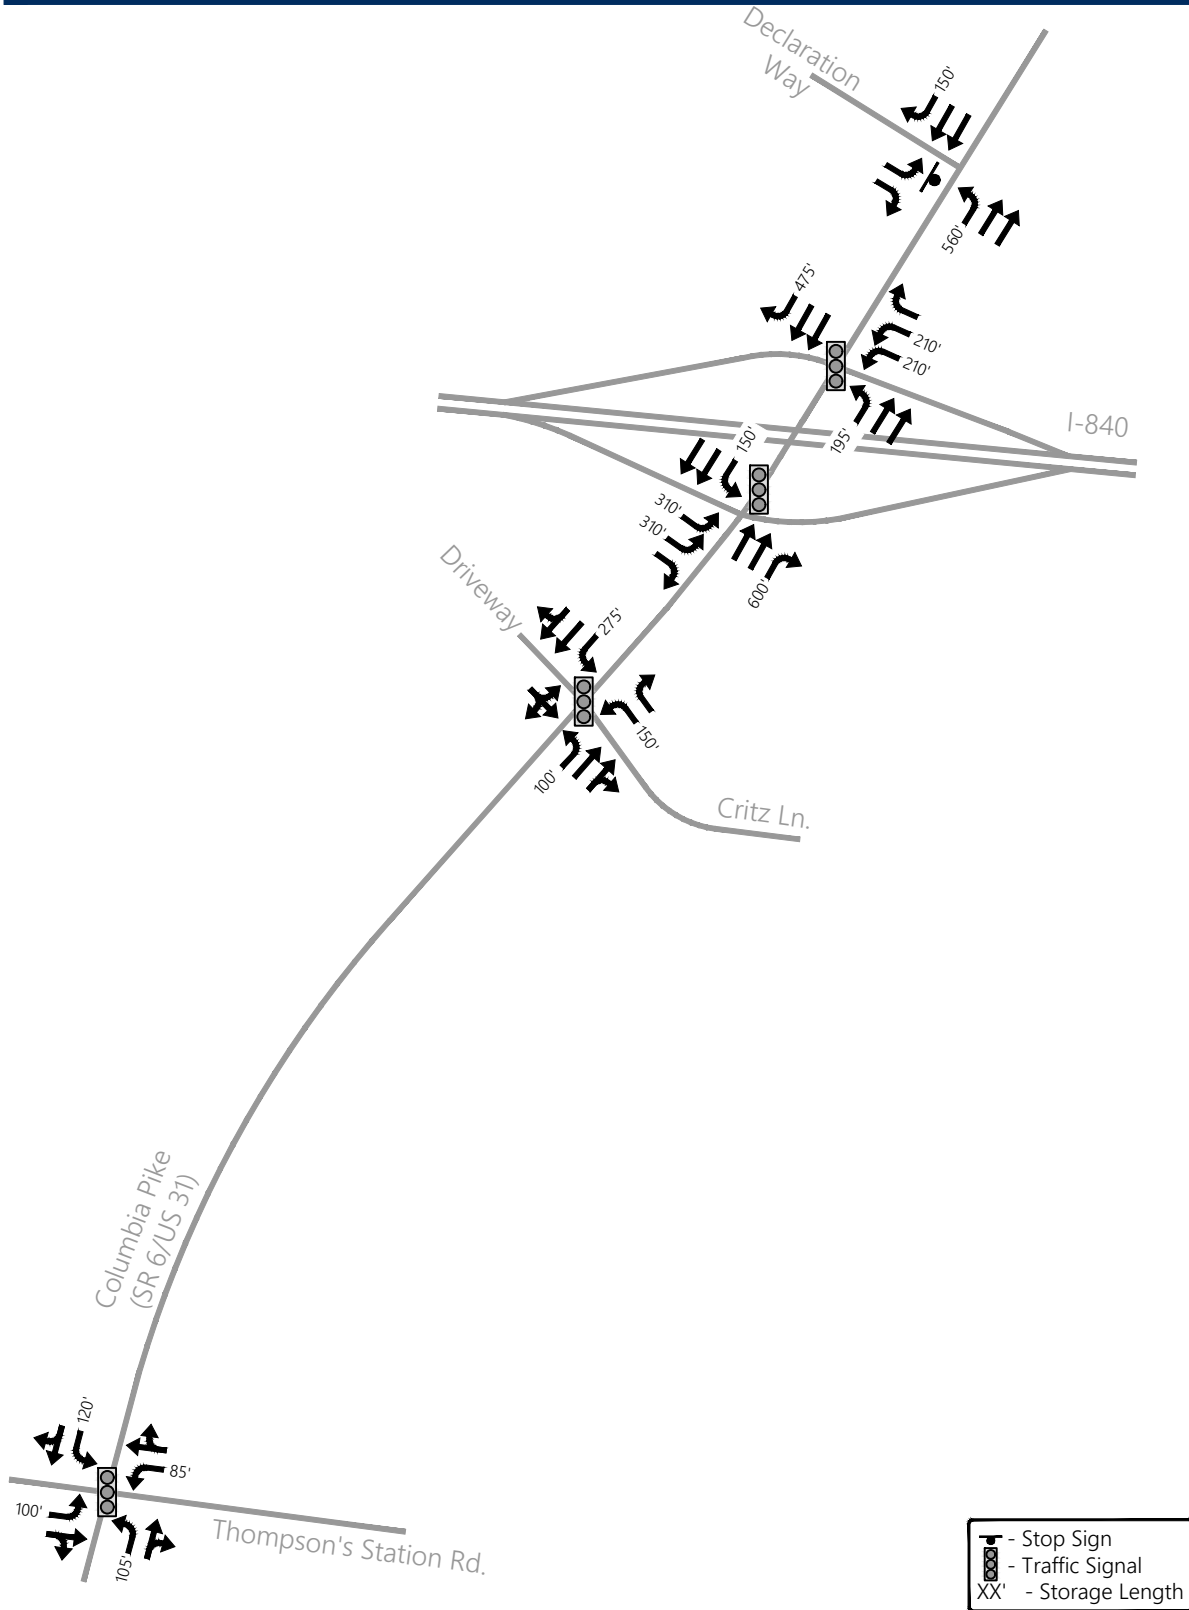 Declaration
Way
150'
560'
475'
210'
210'
I-840
195'
150'
310'
310'
600'
Driveway
275'
150'
100'
Critz Ln.
Columbia Pike
(SR 6/US 31)
120'
85'
100'
105'
Thompson's Station Rd.
- Stop Sign
- Traffic Signal
XX' - Storage Length